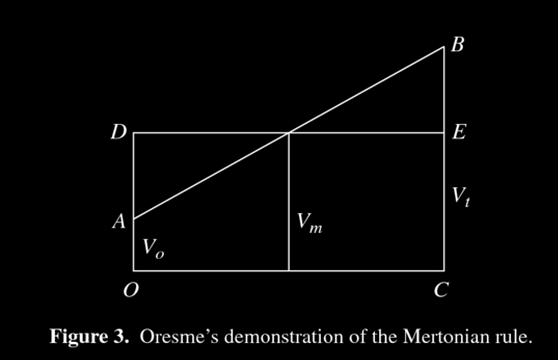 B
D
E
A
V_t
V_m
V_o
O
C
Figure 3. Oresme's demonstration of the Mertonian rule.